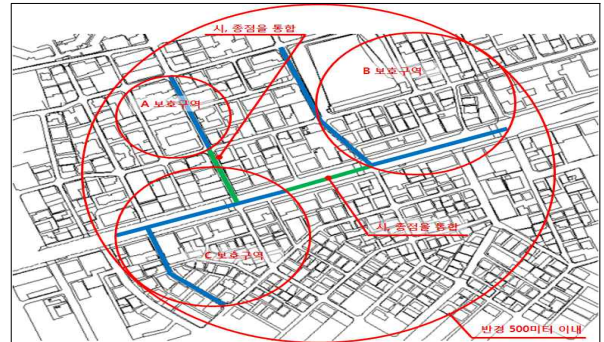 시, 종점을 통합
B 보호구역
A 보호구역
시, 종점을 통합
C 보호구역
반경 500미터 이내